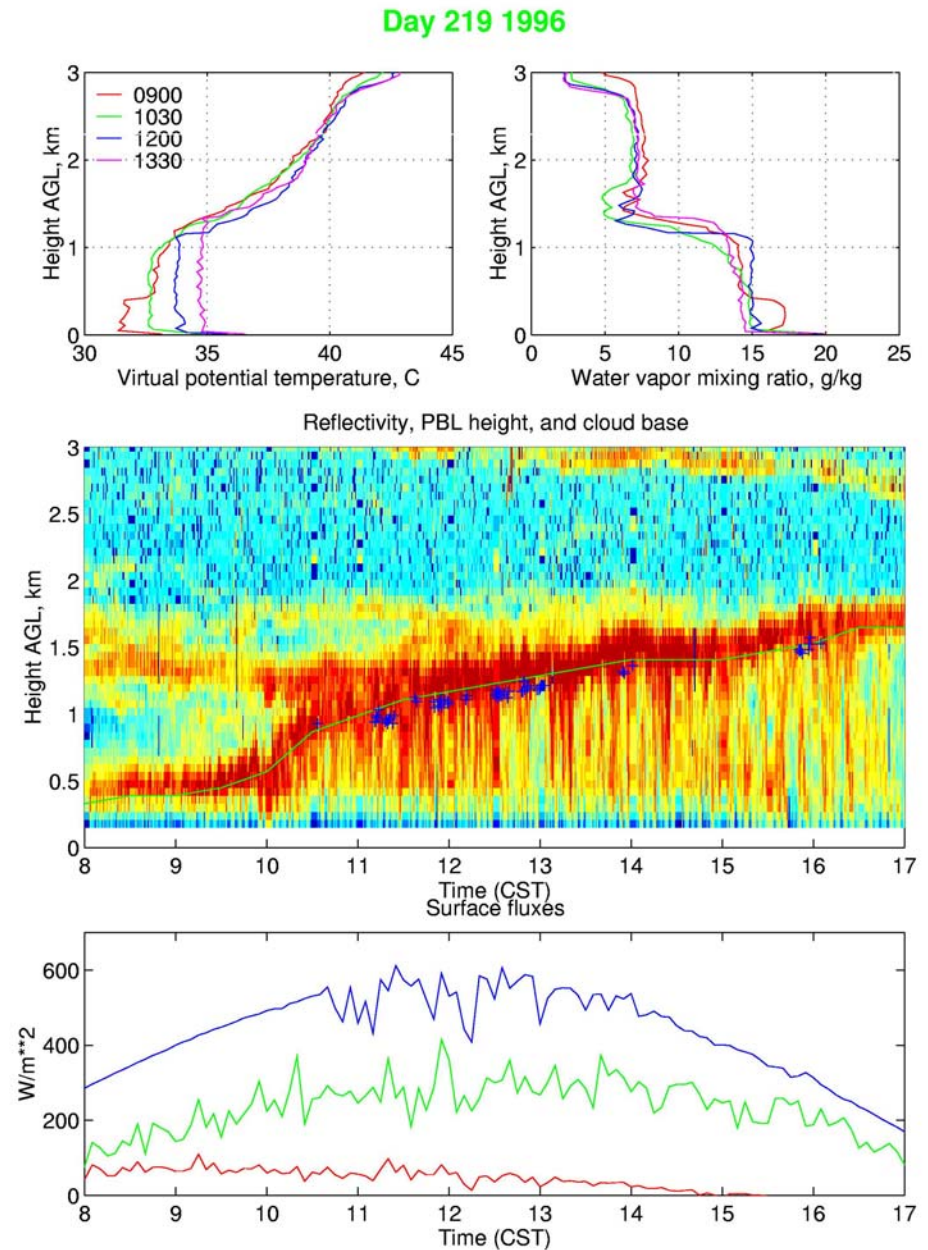 Day 219 1996
3
2
1
0
Height AGL, km
0900
1030
1200
1330
30 35 40 45
Virtual potential temperature, C
3
2
1
0
Height AGL, km
0 5 10 15 20 25
Water vapor mixing ratio, g/kg
Reflectivity, PBL height, and cloud base
3
2.5
2
1.5
1
0.5
0
Height AGL, km
8 9 10 11 12 13 14 15 16 17
Time (CST)
Surface fluxes
600
400
200
0
W/m**2
8 9 10 11 12 13 14 15 16 17
Time (CST)